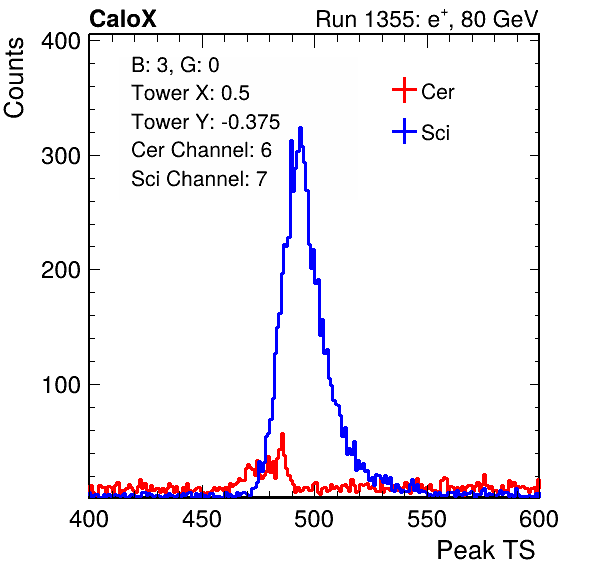 CaloX Run 1355: e⁺, 80 GeV
Counts
400
300
200
100
B: 3, G: 0
Tower X: 0.5
Tower Y: -0.375
Cer Channel: 6
Sci Channel: 7
Cer
Sci
400 450 500 550 600
Peak TS